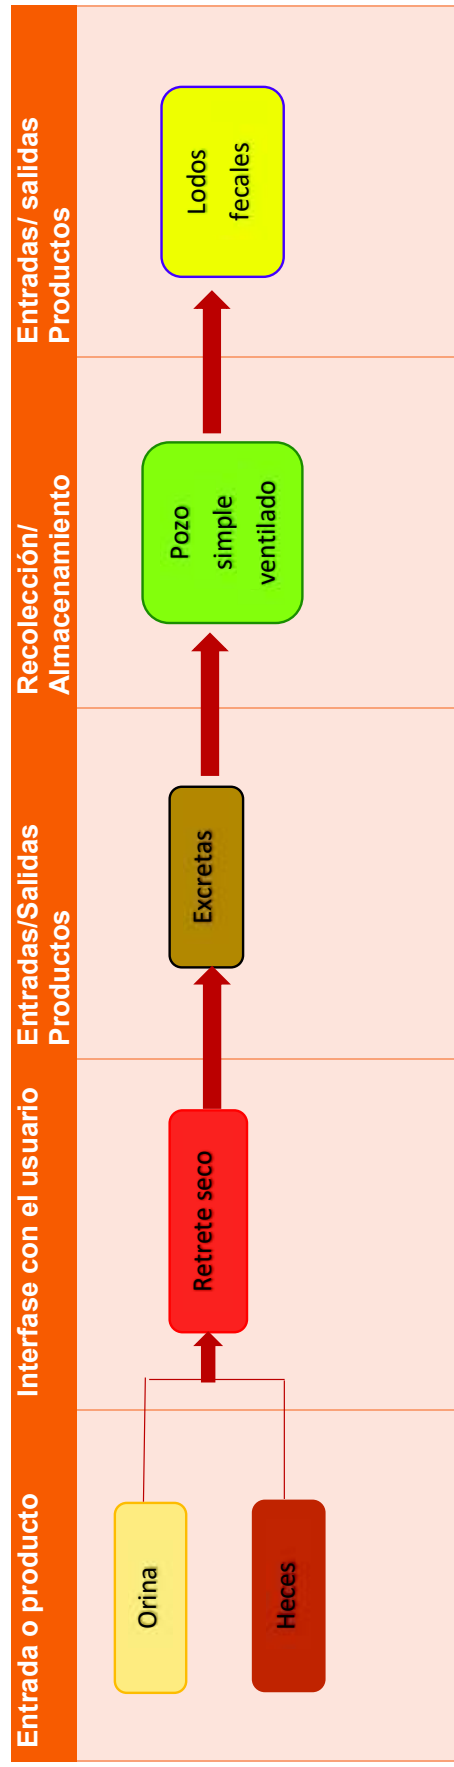 Entrada o producto
Interfase con el usuario
Entradas/Salidas
Productos
Recolección/
Almacenamiento
Entradas/ salidas
Productos
Orina
Heces
Retrete seco
Excretas
Pozo
simple
ventilado
Lodos
fecales